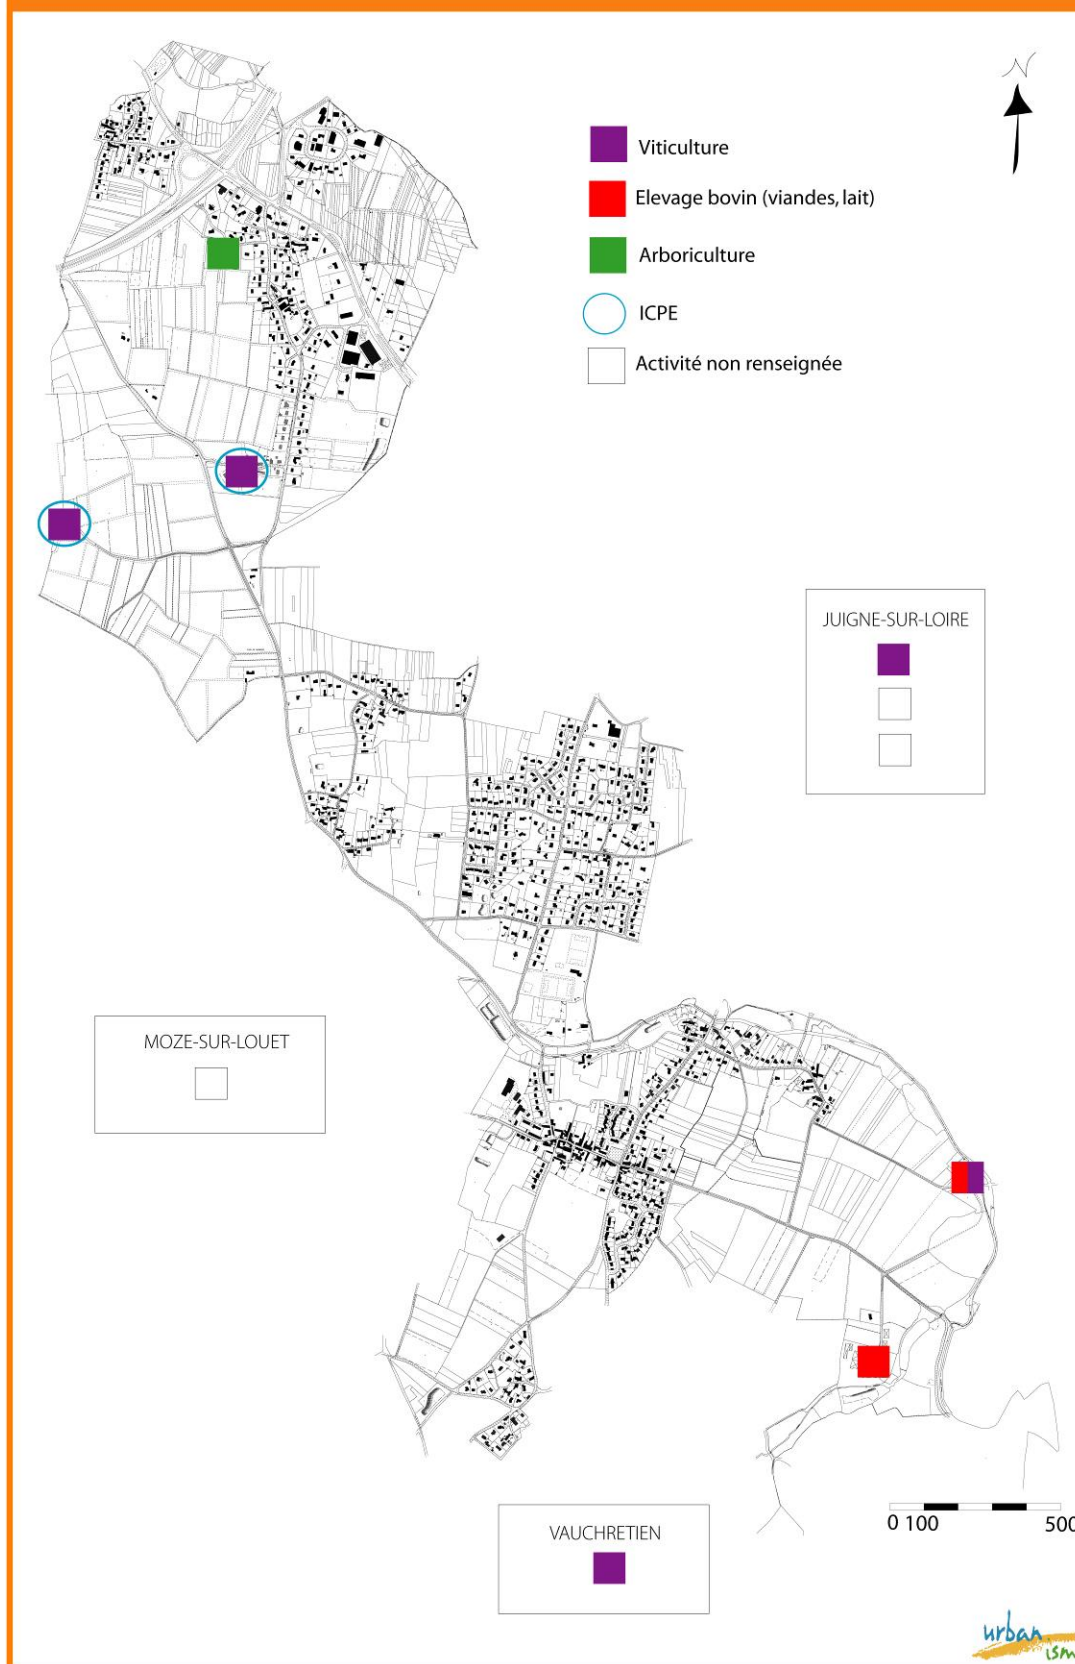 N
Viticulture
Elevage bovin (viandes, lait)
Arboriculture
ICPE
Activité non renseignée
JUIGNE-SUR-LOIRE
MOZE-SUR-LOUET
VAUCHRETIEN
0 100 500
urban
ism